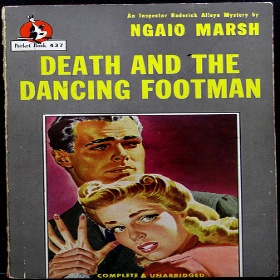 An Inspector Roderick Alleyn Mystery by
NGAIO MARSH
Pocket Book 437
DEATH AND THE
DANCING FOOTMAN
COMPLETE & UNABRIDGED